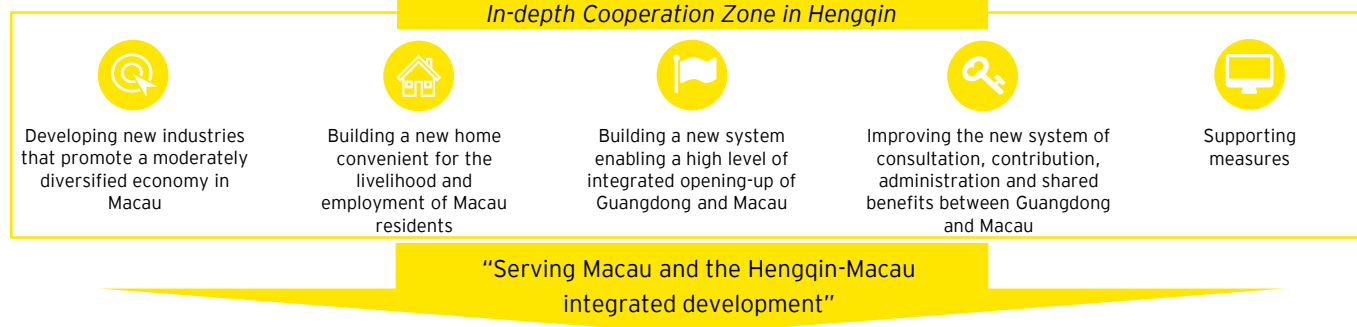 In-depth Cooperation Zone in Hengqin
Developing new industries
that promote a moderately
diversified economy in
Macau
Building a new home
convenient for the
livelihood and
employment of Macau
residents
Building a new system
enabling a high level of
integrated opening-up of
Guangdong and Macau
Improving the new system of
consultation, contribution,
administration and shared
benefits between Guangdong
and Macau
Supporting
measures
“Serving Macau and the Hengqin-Macau
integrated development”